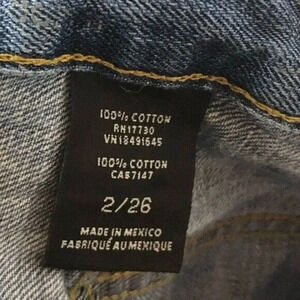 100% COTTON
RN17730
VN18491645
100% COTTON
CA57147
2/26
MADE IN MEXICO
FABRIQUÉ AU MEXIQUE